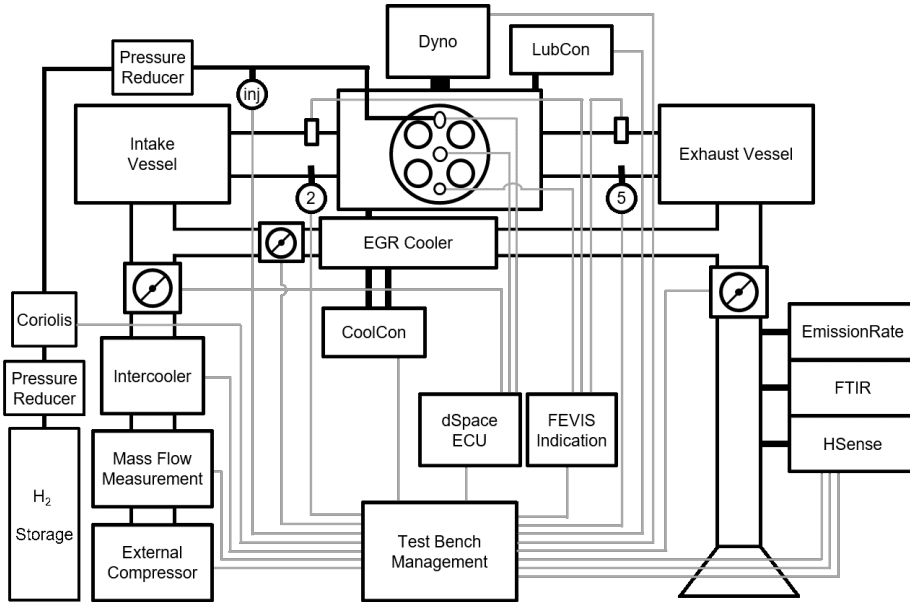 Dyno
LubCon
Pressure
Reducer
inj
Intake
Vessel
Exhaust Vessel
2
5
EGR Cooler
Coriolis
CoolCon
EmissionRate
Pressure
Reducer
Intercooler
FTIR
dSpace
ECU
FEVIS
Indication
HSense
Mass Flow
Measurement
H₂
Storage
External
Compressor
Test Bench
Management